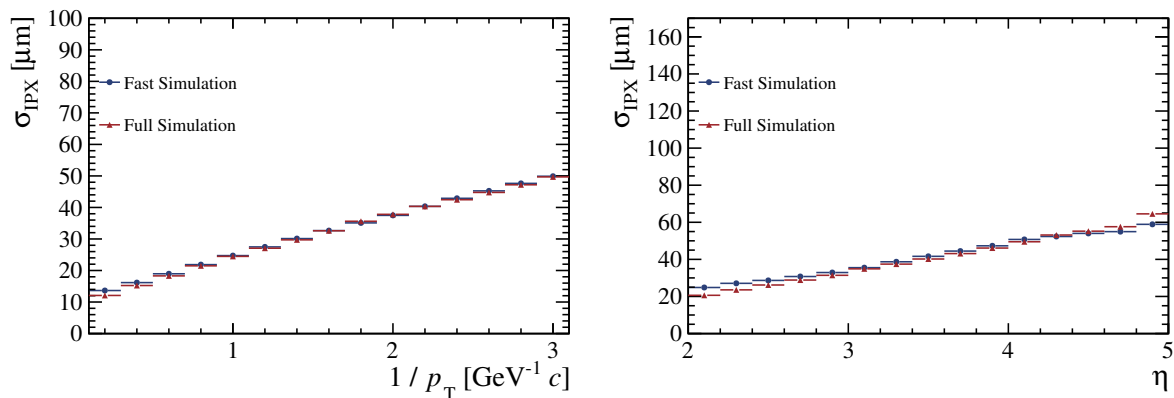 σIPX [μm]
100
90
80
70
60
50
40
30
20
10
0
Fast Simulation
Full Simulation
1 2 3
1 / pT [GeV⁻¹ c]
σIPX [μm]
160
140
120
100
80
60
40
20
0
Fast Simulation
Full Simulation
2 3 4 5
η